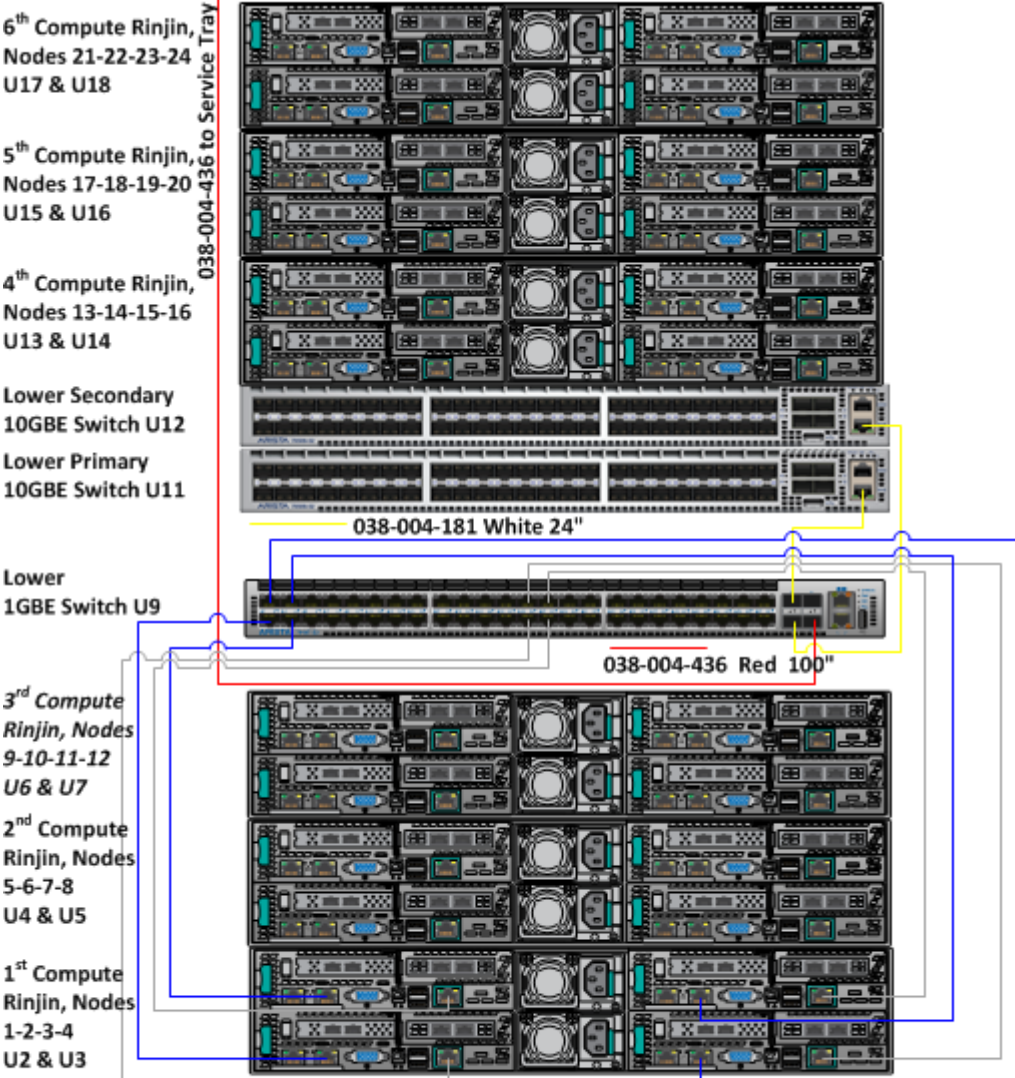 6th Compute Rinjin,
Nodes 21-22-23-24
U17 & U18
038-004-436 to Service Tray
5th Compute Rinjin,
Nodes 17-18-19-20
U15 & U16
4th Compute Rinjin,
Nodes 13-14-15-16
U13 & U14
Lower Secondary
10GBE Switch U12
ARISTA
Lower Primary
10GBE Switch U11
ARISTA
038-004-181 White 24"
Lower
1GBE Switch U9
ARISTA
038-004-436 Red 100"
3rd Compute
Rinjin, Nodes
9-10-11-12
U6 & U7
2nd Compute
Rinjin, Nodes
5-6-7-8
U4 & U5
1st Compute
Rinjin, Nodes
1-2-3-4
U2 & U3